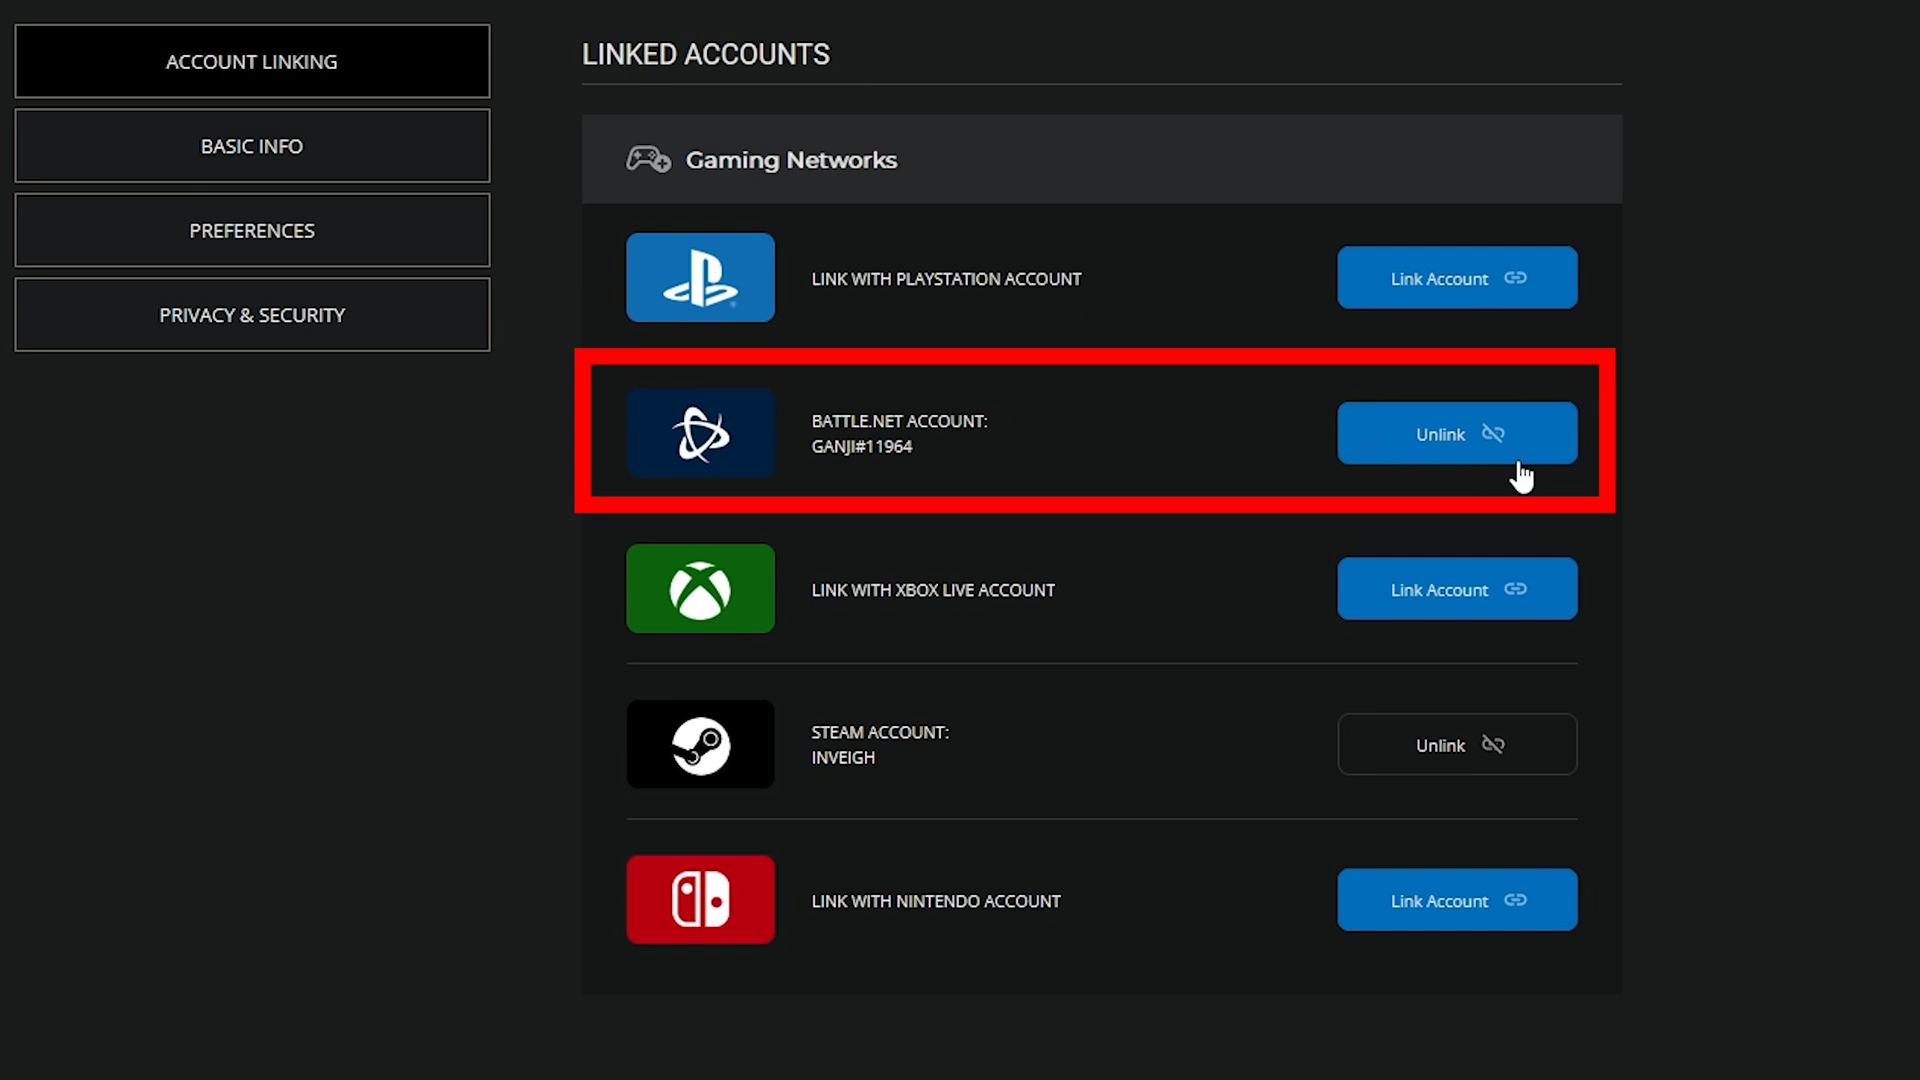 ACCOUNT LINKING
BASIC INFO
PREFERENCES
PRIVACY & SECURITY
LINKED ACCOUNTS
Gaming Networks
LINK WITH PLAYSTATION ACCOUNT
Link Account
BATTLE.NET ACCOUNT:
GANJI#11964
Unlink
LINK WITH XBOX LIVE ACCOUNT
Link Account
STEAM ACCOUNT:
INVEIGH
Unlink
LINK WITH NINTENDO ACCOUNT
Link Account